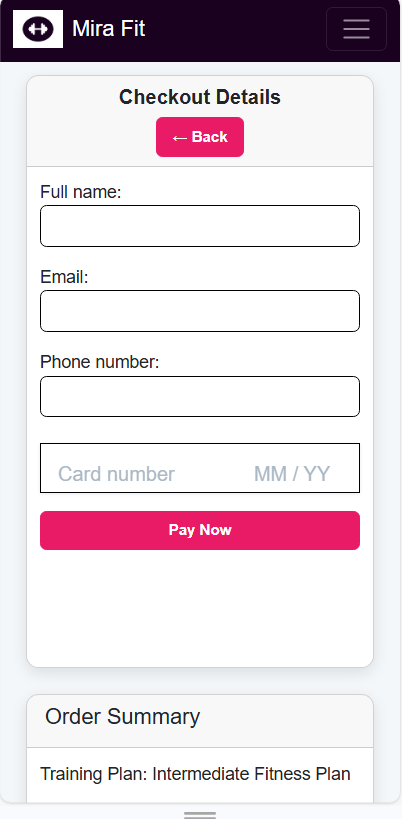 Mira Fit
Checkout Details
← Back
Full name:
Email:
Phone number:
Card number MM / YY
Pay Now
Order Summary
Training Plan: Intermediate Fitness Plan